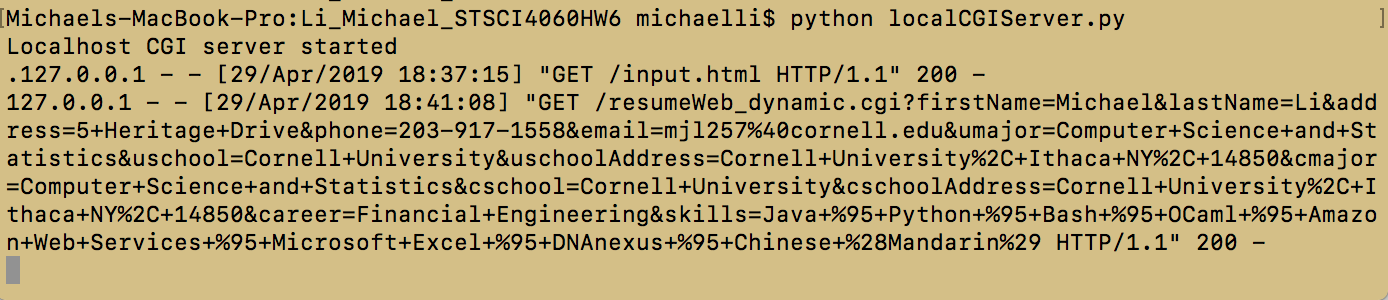 [Michaels-MacBook-Pro:Li_Michael_STSCI4060HW6 michaelli$ python localCGIServer.py ]
Localhost CGI server started
.127.0.0.1 - - [29/Apr/2019 18:37:15] "GET /input.html HTTP/1.1" 200 -
127.0.0.1 - - [29/Apr/2019 18:41:08] "GET /resumeWeb_dynamic.cgi?firstName=Michael&lastName=Li&add
ress=5+Heritage+Drive&phone=203-917-1558&email=mjl257%40cornell.edu&umajor=Computer+Science+and+St
atistics&uschool=Cornell+University&uschoolAddress=Cornell+University%2C+Ithaca+NY%2C+14850&cmajor
=Computer+Science+and+Statistics&cschool=Cornell+University&cschoolAddress=Cornell+University%2C+I
thaca+NY%2C+14850&career=Financial+Engineering&skills=Java+%95+Python+%95+Bash+%95+OCaml+%95+Amazo
n+Web+Services+%95+Microsoft+Excel+%95+DNAnexus+%95+Chinese+%28Mandarin%29 HTTP/1.1" 200 -